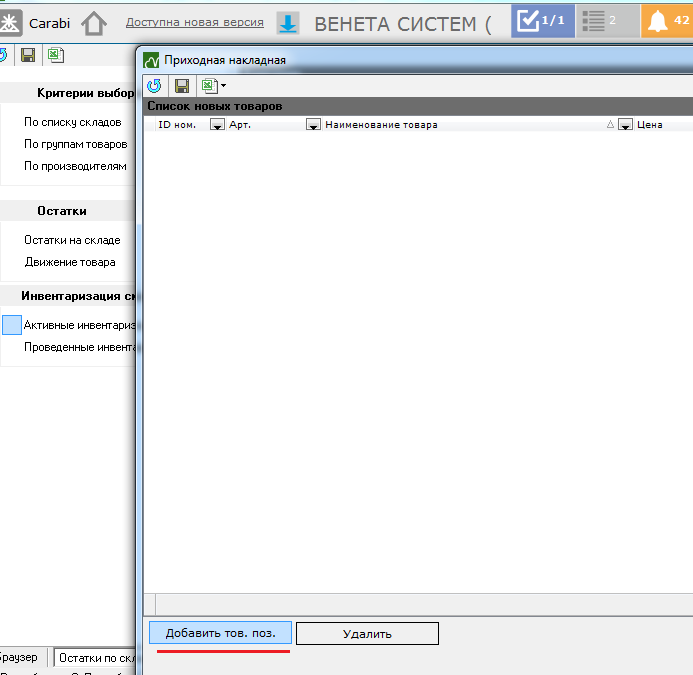 Carabi
Доступна новая версия
ВЕНЕТА СИСТЕМ (
1/1
2
42
Приходная накладная
Список новых товаров
ID ном. Арт. Наименование товара Цена
Критерии выбор
По списку складов
По группам товаров
По производителям
Остатки
Остатки на складе
Движение товара
Инвентаризация ск
Активные инвентариз
Проведенные инвента
Добавить тов. поз.
Удалить
Браузер
Остатки по скл